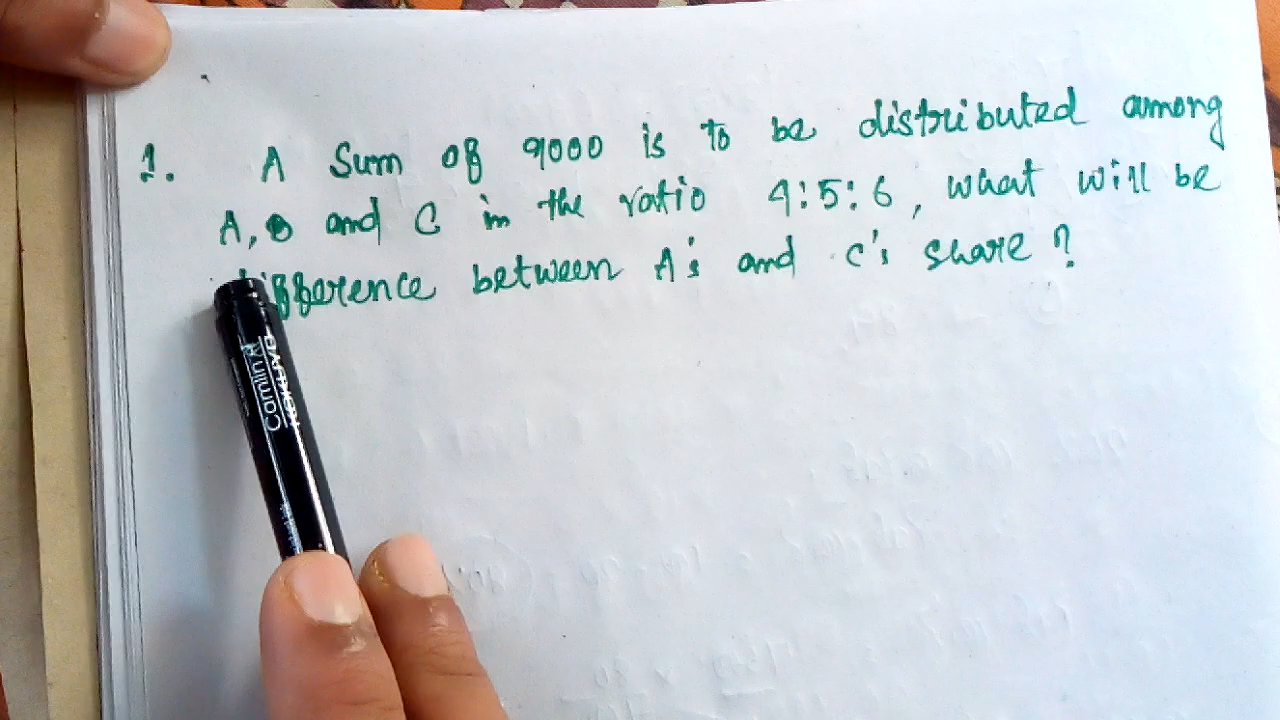 1. A Sum of 9000 is to be distributed among
A, B and C in the ratio 4:5:6, what will be
difference between A's and C's share ?
Camlin